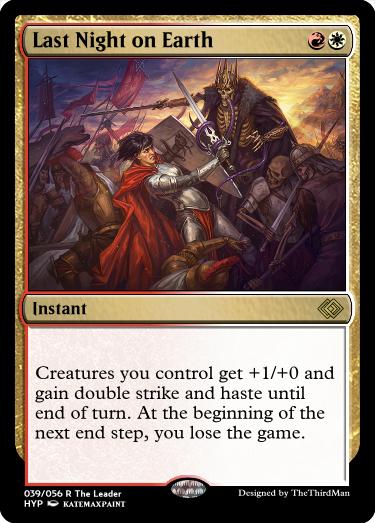 Last Night on Earth
Instant
Creatures you control get +1/+0 and
gain double strike and haste until
end of turn. At the beginning of the
next end step, you lose the game.
039/056 R The Leader
HYP KATEMAXPAINT
Designed by TheThirdMan